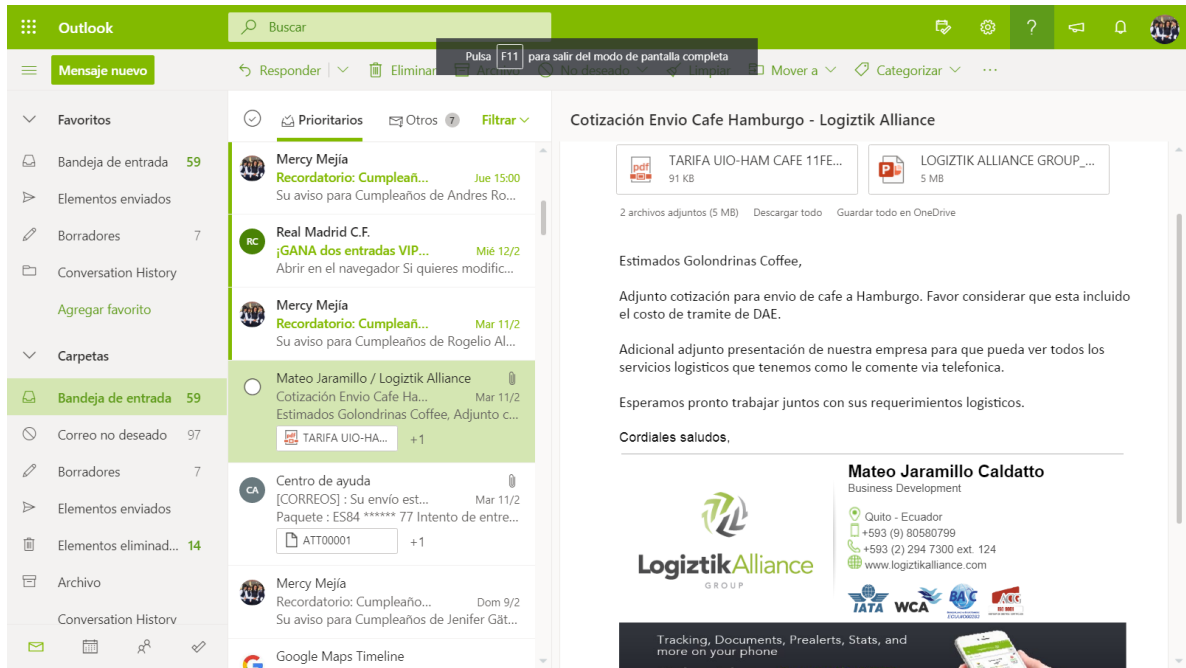 Outlook
Buscar
Pulsa F11 para salir del modo de pantalla completa
Mensaje nuevo
Responder
Eliminar
Archivo
No deseado
Limpiar
Mover a
Categorizar
Favoritos
Bandeja de entrada 59
Elementos enviados
Borradores 7
Conversation History
Agregar favorito
Carpetas
Bandeja de entrada 59
Correo no deseado 97
Borradores 7
Elementos enviados
Elementos eliminad... 14
Archivo
Conversation History
Prioritarios Otros 7 Filtrar
Mercy Mejía
Recordatorio: Cumpleañ... Jue 15:00
Su aviso para Cumpleaños de Andres Ro...
RC
Real Madrid C.F.
¡GANA dos entradas VIP... Mié 12/2
Abrir en el navegador Si quieres modific...
Mercy Mejía
Recordatorio: Cumpleañ... Mar 11/2
Su aviso para Cumpleaños de Rogelio Al...
Mateo Jaramillo / Logiztik Alliance
Cotización Envio Cafe Ha... Mar 11/2
Estimados Golondrinas Coffee, Adjunto c...
TARIFA UIO-HA... +1
CA
Centro de ayuda
[CORREOS] : Su envío est... Mar 11/2
Paquete : ES84 ****** 77 Intento de entre...
ATT00001 +1
Mercy Mejía
Recordatorio: Cumpleaño... Dom 9/2
Su aviso para Cumpleaños de Jenifer Gät...
Google Maps Timeline
Cotización Envio Cafe Hamburgo - Logiztik Alliance
pdf
TARIFA UIO-HAM CAFE 11FE...
91 KB
LOGIZTIK ALLIANCE GROUP_...
5 MB
2 archivos adjuntos (5 MB) Descargar todo Guardar todo en OneDrive
Estimados Golondrinas Coffee,
Adjunto cotización para envio de cafe a Hamburgo. Favor considerar que esta incluido
el costo de tramite de DAE.
Adicional adjunto presentación de nuestra empresa para que pueda ver todos los
servicios logisticos que tenemos como le comente via telefonica.
Esperamos pronto trabajar juntos con sus requerimientos logisticos.
Cordiales saludos,
LogiztikAlliance
GROUP
Mateo Jaramillo Caldatto
Business Development
Quito - Ecuador
+593 (9) 80580799
+593 (2) 294 7300 ext. 124
www.logiztikalliance.com
IATA WCA BASC
Tracking, Documents, Prealerts, Stats, and
more on your phone